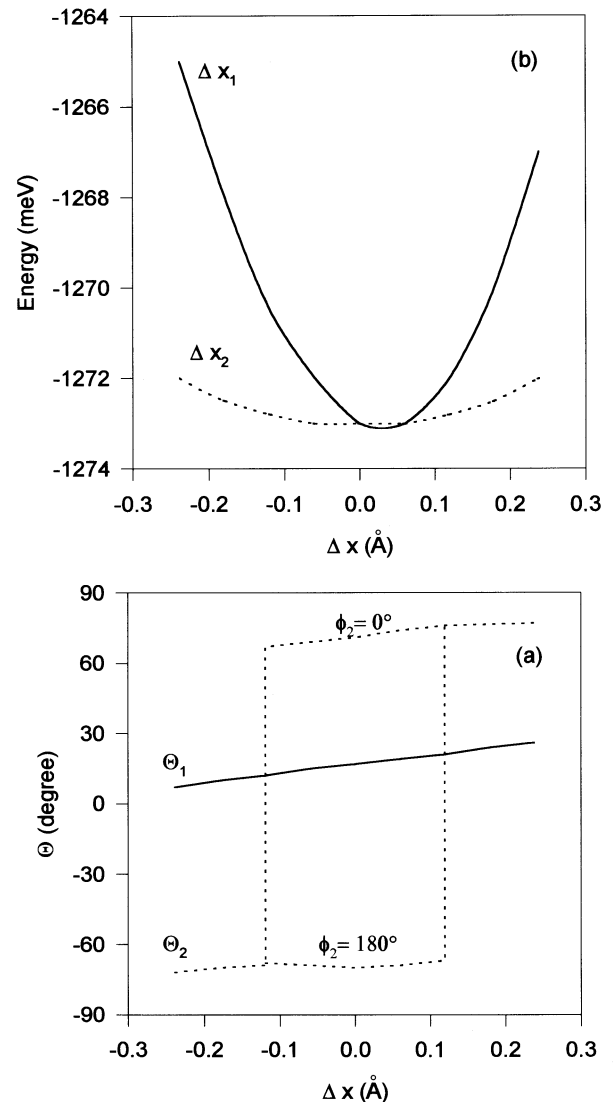 -1264
(b)
Δ x₁
-1266
-1268
Energy (meV)
-1270
Δ x₂
-1272
-1274
-0.3 -0.2 -0.1 0.0 0.1 0.2 0.3
Δ x (Å)
90
ϕ₂= 0°
(a)
60
30
Θ₁
0
Θ (degree)
-30
-60
Θ₂
ϕ₂= 180°
-90
-0.3 -0.2 -0.1 0.0 0.1 0.2 0.3
Δ x (Å)